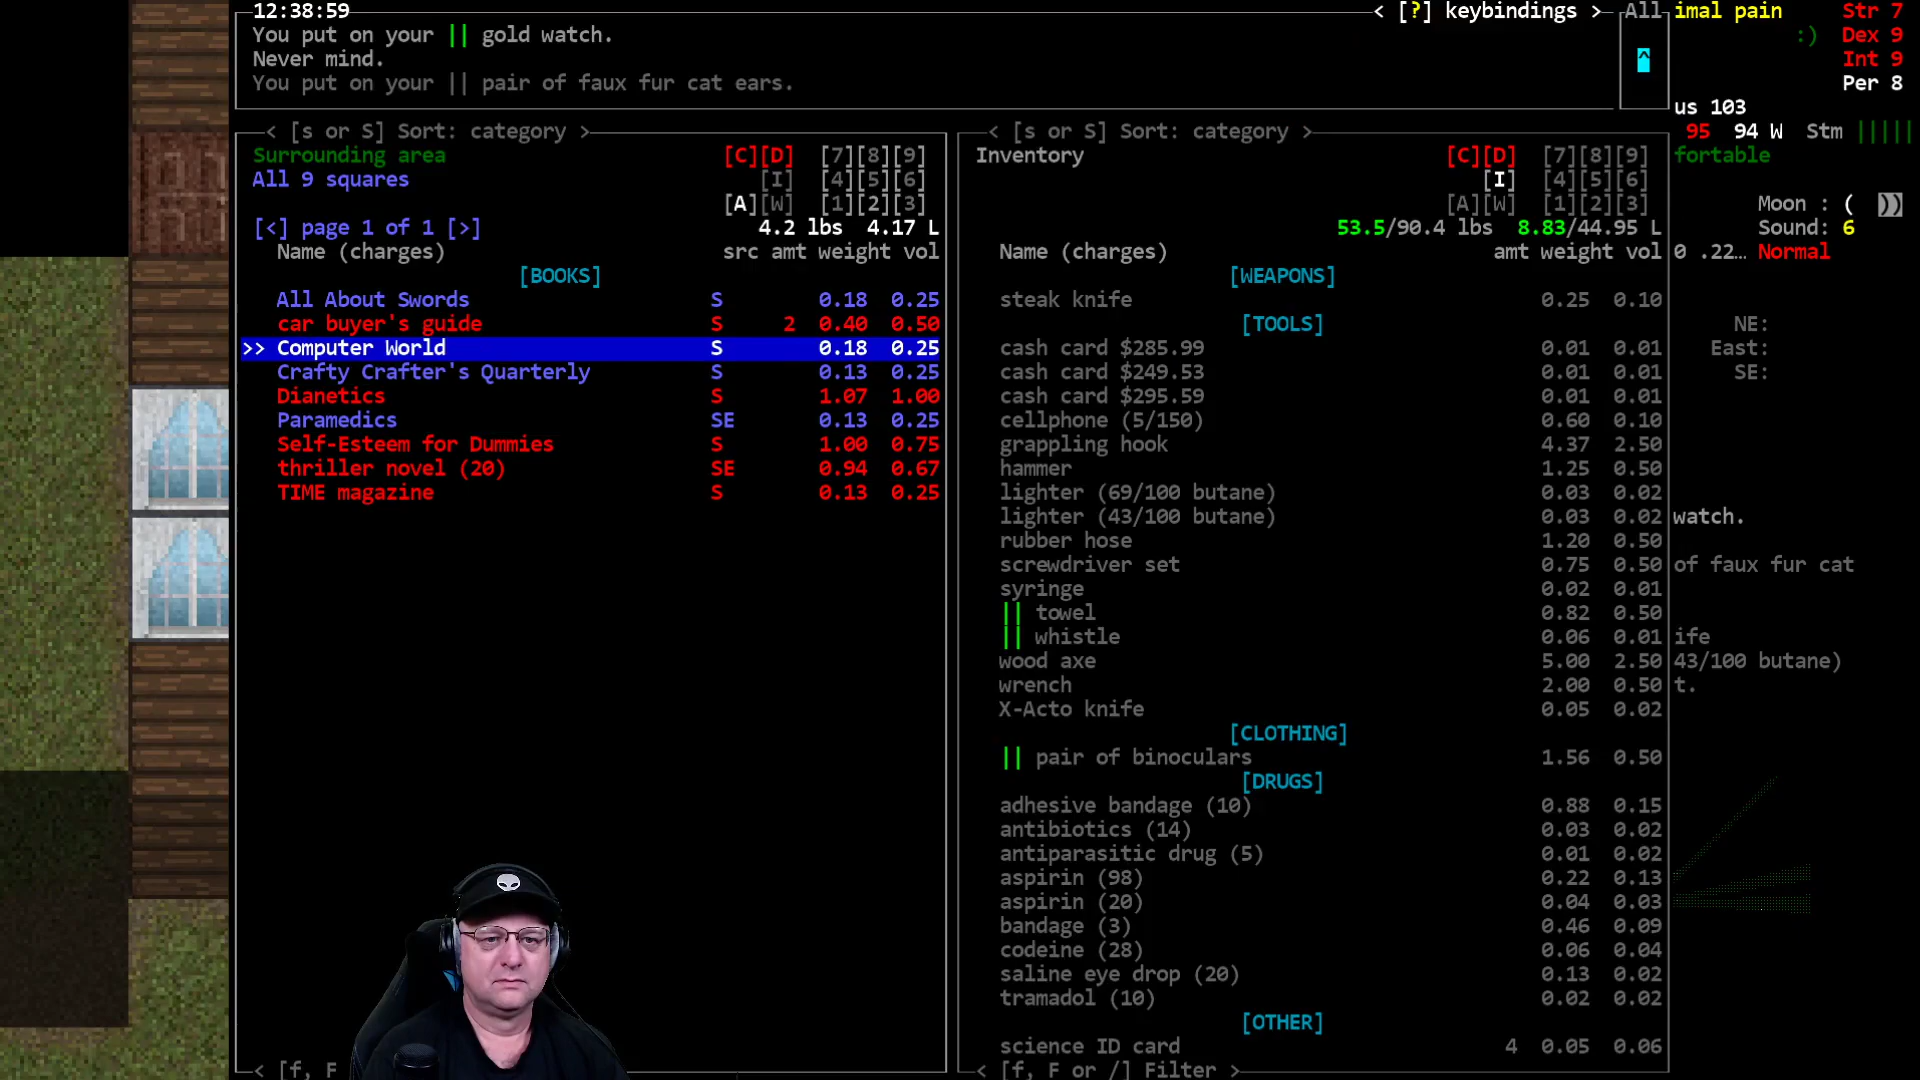 12:38:59
< [?] keybindings >
You put on your || gold watch.
Never mind.
You put on your || pair of faux fur cat ears.
All
^
imal pain
:)
Str 7
Dex 9
Int 9
Per 8
us 103
95 94 W Stm |||||
fortable
Moon : ( ))
Sound: 6
0 .22… Normal
NE:
East:
SE:
watch.
of faux fur cat
ife
43/100 butane)
t.
< [s or S] Sort: category >
Surrounding area [C][D] [7][8][9]
All 9 squares [I] [4][5][6]
[A][W] [1][2][3]
[<] page 1 of 1 [>] 4.2 lbs 4.17 L
Name (charges) src amt weight vol
[BOOKS]
All About Swords S 0.18 0.25
car buyer's guide S 2 0.40 0.50
>> Computer World S 0.18 0.25
Crafty Crafter's Quarterly S 0.13 0.25
Dianetics S 1.07 1.00
Paramedics SE 0.13 0.25
Self-Esteem for Dummies S 1.00 0.75
thriller novel (20) SE 0.94 0.67
TIME magazine S 0.13 0.25
< [f, F
< [s or S] Sort: category >
Inventory [C][D] [7][8][9]
[I] [4][5][6]
[A][W] [1][2][3]
53.5/90.4 lbs 8.83/44.95 L
Name (charges) amt weight vol
[WEAPONS]
steak knife 0.25 0.10
[TOOLS]
cash card $285.99 0.01 0.01
cash card $249.53 0.01 0.01
cash card $295.59 0.01 0.01
cellphone (5/150) 0.60 0.10
grappling hook 4.37 2.50
hammer 1.25 0.50
lighter (69/100 butane) 0.03 0.02
lighter (43/100 butane) 0.03 0.02
rubber hose 1.20 0.50
screwdriver set 0.75 0.50
syringe 0.02 0.01
|| towel 0.82 0.50
|| whistle 0.06 0.01
wood axe 5.00 2.50
wrench 2.00 0.50
X-Acto knife 0.05 0.02
[CLOTHING]
|| pair of binoculars 1.56 0.50
[DRUGS]
adhesive bandage (10) 0.88 0.15
antibiotics (14) 0.03 0.02
antiparasitic drug (5) 0.01 0.02
aspirin (98) 0.22 0.13
aspirin (20) 0.04 0.03
bandage (3) 0.46 0.09
codeine (28) 0.06 0.04
saline eye drop (20) 0.13 0.02
tramadol (10) 0.02 0.02
[OTHER]
science ID card 4 0.05 0.06
< [f, F or /] Filter >